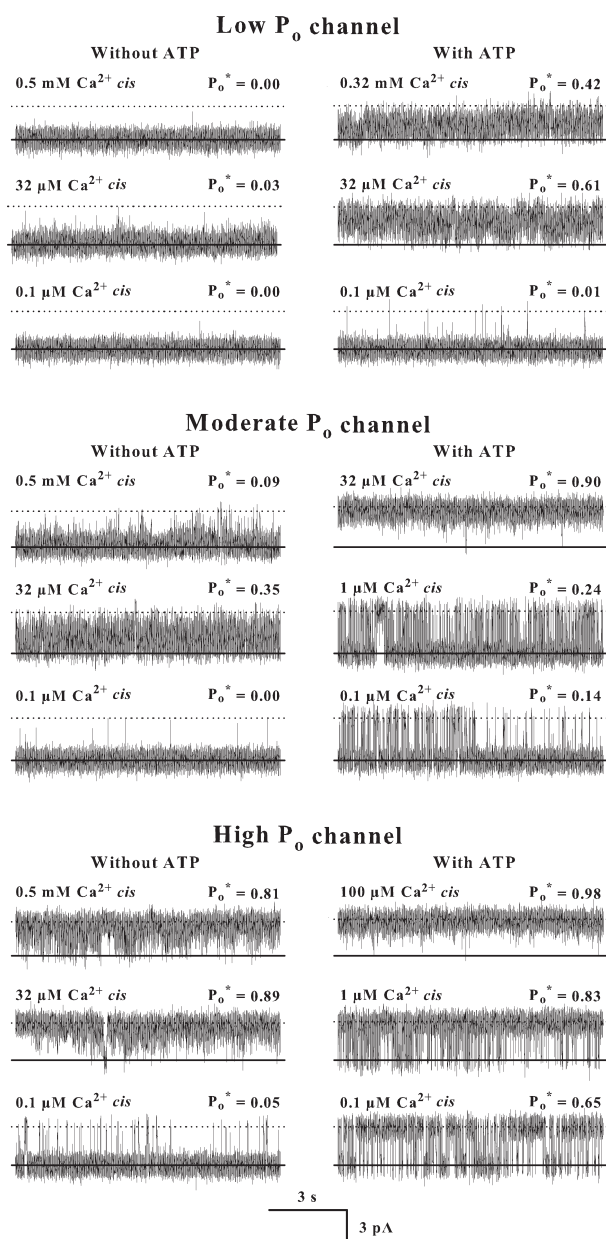 Low Po channel
Without ATP
With ATP
0.5 mM Ca2+ cis Po* = 0.00
0.32 mM Ca2+ cis Po* = 0.42
32 µM Ca2+ cis Po* = 0.03
32 µM Ca2+ cis Po* = 0.61
0.1 µM Ca2+ cis Po* = 0.00
0.1 µM Ca2+ cis Po* = 0.01
Moderate Po channel
Without ATP
With ATP
0.5 mM Ca2+ cis Po* = 0.09
32 µM Ca2+ cis Po* = 0.90
32 µM Ca2+ cis Po* = 0.35
1 µM Ca2+ cis Po* = 0.24
0.1 µM Ca2+ cis Po* = 0.00
0.1 µM Ca2+ cis Po* = 0.14
High Po channel
Without ATP
With ATP
0.5 mM Ca2+ cis Po* = 0.81
100 µM Ca2+ cis Po* = 0.98
32 µM Ca2+ cis Po* = 0.89
1 µM Ca2+ cis Po* = 0.83
0.1 µM Ca2+ cis Po* = 0.05
0.1 µM Ca2+ cis Po* = 0.65
3 s
3 pA